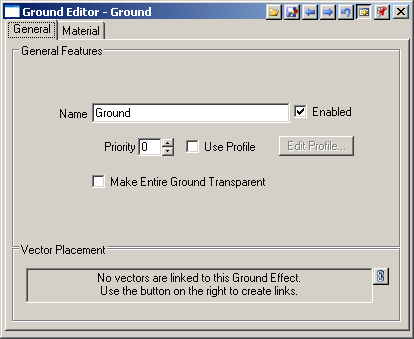 Ground Editor - Ground
General Material
General Features
Name Ground Enabled
Priority 0 Use Profile Edit Profile...
Make Entire Ground Transparent
Vector Placement
No vectors are linked to this Ground Effect.
Use the button on the right to create links.